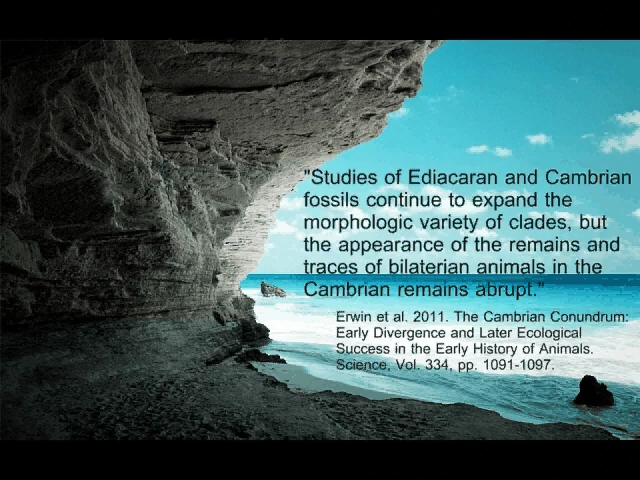 "Studies of Ediacaran and Cambrian
fossils continue to expand the
morphologic variety of clades, but
the appearance of the remains and
traces of bilaterian animals in the
Cambrian remains abrupt."
Erwin et al. 2011. The Cambrian Conundrum:
Early Divergence and Later Ecological
Success in the Early History of Animals.
Science, Vol. 334, pp. 1091-1097.